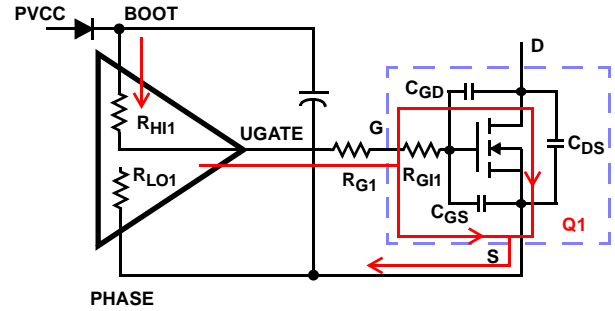 PVCC
BOOT
D
CGD
RHI1
UGATE
G
CDS
RLO1
RG1
RGI1
CGS
Q1
S
PHASE